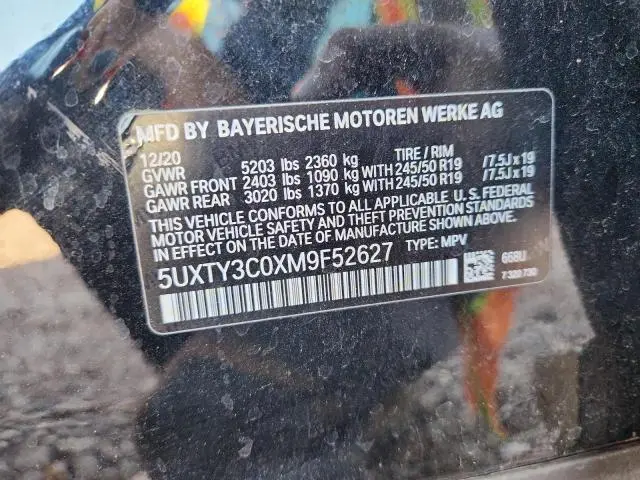 MFD BY BAYERISCHE MOTOREN WERKE AG
12/20 TIRE / RIM
GVWR 5203 lbs 2360 kg
GAWR FRONT 2403 lbs 1090 kg WITH 245/50 R19 /7.5J x 19
GAWR REAR 3020 lbs 1370 kg WITH 245/50 R19 /7.5J x 19
THIS VEHICLE CONFORMS TO ALL APPLICABLE U. S. FEDERAL
MOTOR VEHICLE SAFETY AND THEFT PREVENTION STANDARDS
IN EFFECT ON THE DATE OF MANUFACTURE SHOWN ABOVE.
5UXTY3C0XM9F52627 TYPE: MPV
668U
7 320 730